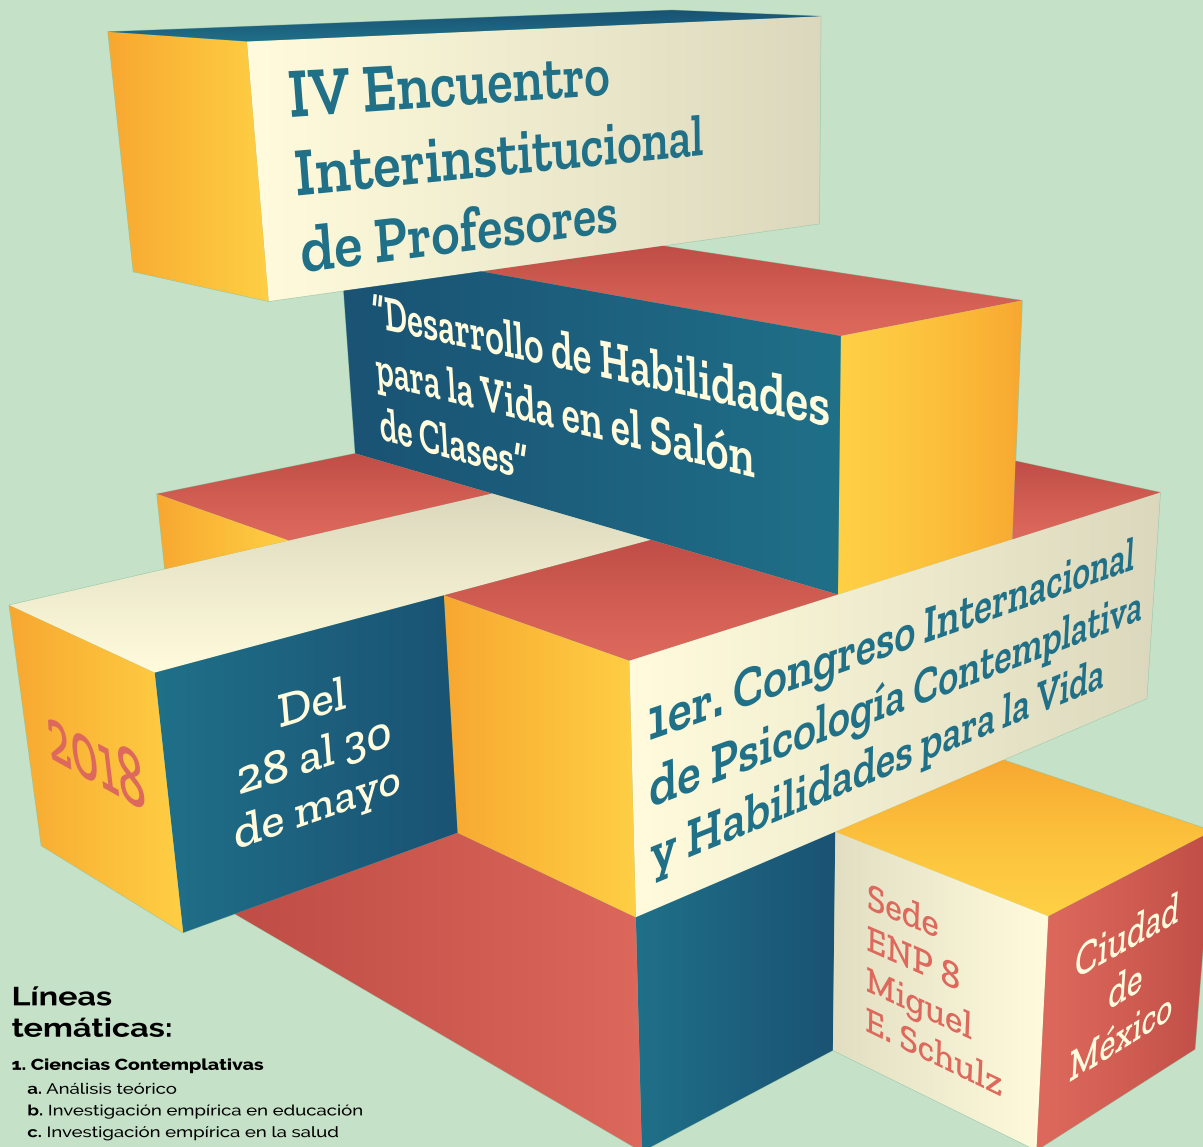 IV Encuentro
Interinstitucional
de Profesores
"Desarrollo de Habilidades
para la Vida en el Salón
de Clases"
1er. Congreso Internacional
de Psicología Contemplativa
y Habilidades para la Vida
2018
Del
28 al 30
de mayo
Sede
ENP 8
Miguel
E. Schulz
Ciudad
de
México
Líneas
temáticas:
1. Ciencias Contemplativas
a. Análisis teórico
b. Investigación empírica en educación
c. Investigación empírica en la salud